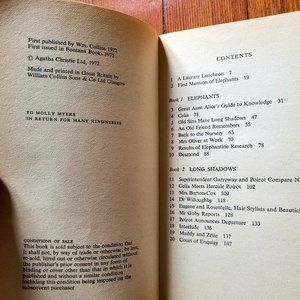 First published by Wm. Collins 1972
First issued in Fontana Books 1975
© Agatha Christie Ltd, 1972
Made and printed in Great Britain by
William Collins Sons & Co Ltd Glasgow
TO MOLLY MYERS
IN RETURN FOR MANY KINDNESSES
CONDITIONS OF SALE
This book is sold subject to the condition
that it shall not, by way of trade or otherwise, be lent,
re-sold, hired out or otherwise circulated without
the publisher's prior consent in any form of
binding or cover other than that in which it is
published and without a similar condition
including this condition being imposed on the
subsequent purchaser
CONTENTS
1 A Literary Luncheon 7
2 First Mention of Elephants 19
Book 1 ELEPHANTS
3 Great Aunt Alice's Guide to Knowledge 31
4 Celia 38
5 Old Sins Have Long Shadows 47
6 An Old Friend Remembers 55
7 Back to the Nursery 63
8 Mrs Oliver at Work 70
9 Results of Elephantine Research
10 Desmond 88
Book 2 LONG SHADOWS
11 Superintendent Garroway and Poirot Compare N
12 Celia Meets Hercule Poirot 102
13 Mrs Burton-Cox
14 Dr Willoughby
15 Eugene and Rosentelle, Hair Stylists and Beautici
16 Mr Goby Reports
17 Poirot Announces Departure
18 Interlude
19 Maddy and Zélie
20 Court of Enquiry